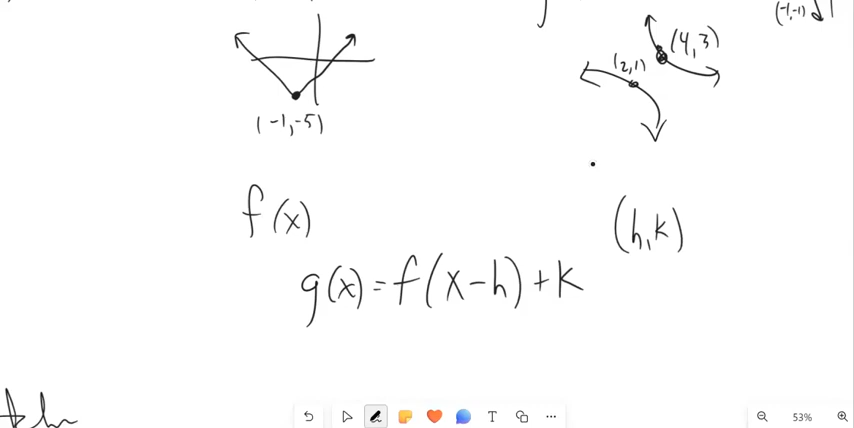 (-1,-1)
(4,3)
(2,1)
(-1,-5)
f(x)
(h,k)
g(x)=f(x-h)+k
53%